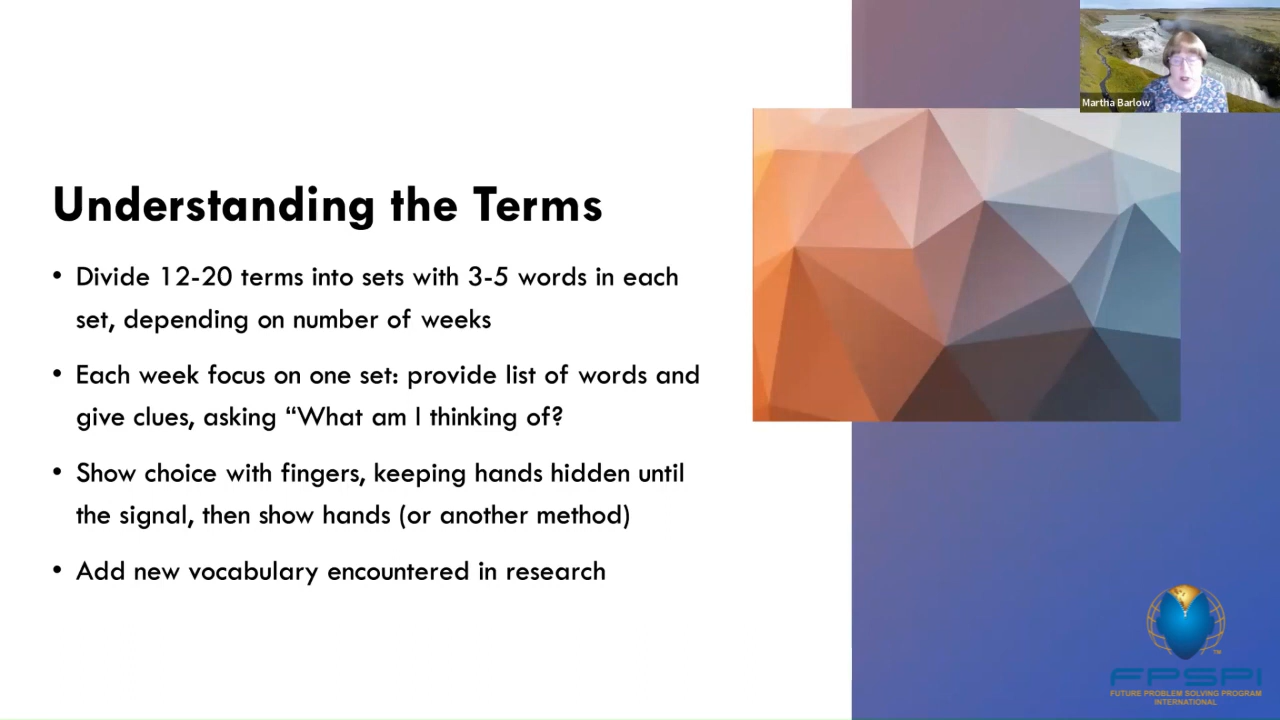 Martha Barlow
Understanding the Terms
• Divide 12-20 terms into sets with 3-5 words in each
set, depending on number of weeks
• Each week focus on one set: provide list of words and
give clues, asking “What am I thinking of?
• Show choice with fingers, keeping hands hidden until
the signal, then show hands (or another method)
• Add new vocabulary encountered in research
TM
FPSPI
FUTURE PROBLEM SOLVING PROGRAM
INTERNATIONAL